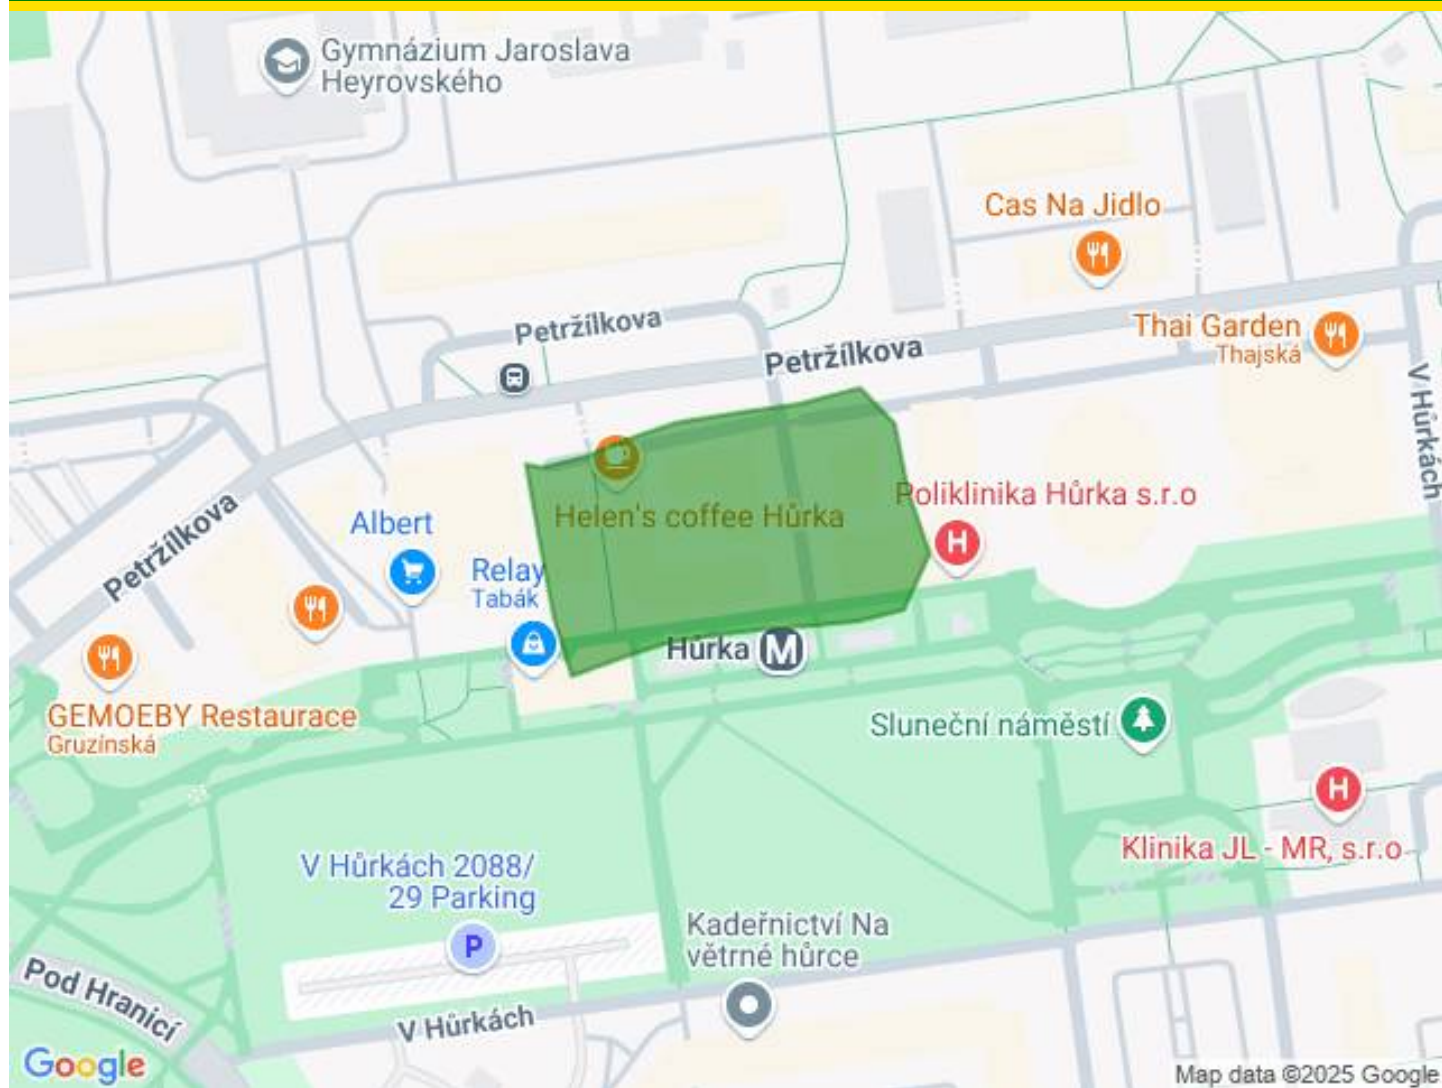 Gymnázium Jaroslava
Heyrovského
Cas Na Jidlo
Petržílkova
Thai Garden
Thajská
Petržílkova
V Hůrkách
Petržílkova
Helen's coffee Hůrka
Poliklinika Hůrka s.r.o
Albert
Relay
Tabák
Hůrka M
GEMOEBY Restaurace
Gruzínská
Sluneční náměstí
V Hůrkách 2088/
29 Parking
P
Klinika JL - MR, s.r.o
Kadeřnictví Na
větrné hůrce
Pod Hranicí
V Hůrkách
Google
Map data ©2025 Google
H
H